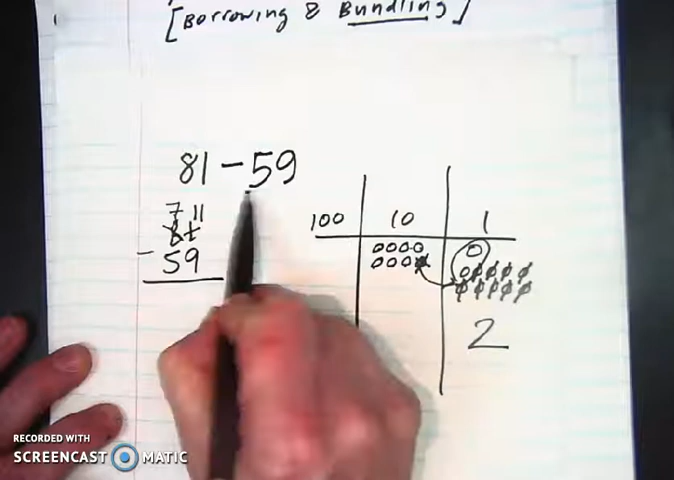 [Borrowing & Bundling]
81 - 59
7 11
81
- 59
100 10 1
2
RECORDED WITH
SCREENCAST MATIC